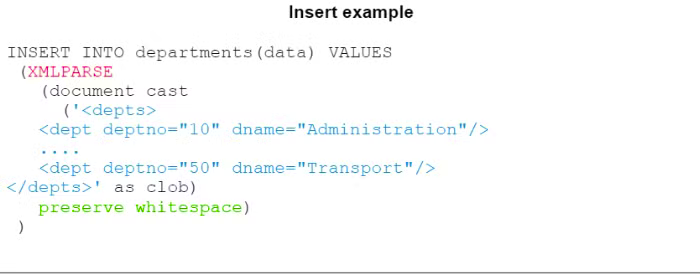 Insert example
INSERT INTO departments(data) VALUES
(XMLPARSE
(document cast
('<depts>
<dept deptno="10" dname="Administration"/>
....
<dept deptno="50" dname="Transport"/>
</depts>' as clob)
preserve whitespace)
)